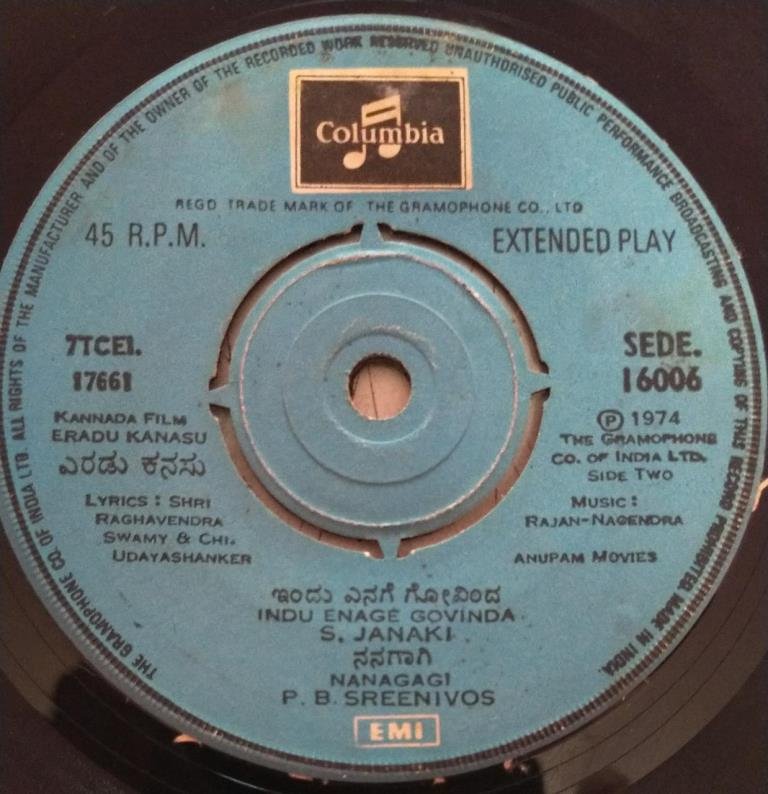 THE GRAMOPHONE CO. OF INDIA LTD. ALL RIGHTS OF THE MANUFACTURER AND OF THE OWNER OF THE RECORDED WORK RESERVED UNAUTHORISED PUBLIC PERFORMANCE BROADCASTING AND COPYING OF THIS RECORD PROHIBITED. MADE IN INDIA.
Columbia
REGD TRADE MARK OF THE GRAMOPHONE CO., LTD
45 R.P.M.
EXTENDED PLAY
7TCEI.
17661
SEDE.
16006
KANNADA FILM
ERADU KANASU
ಎರಡು ಕನಸು
LYRICS : SHRI
RAGHAVENDRA
SWAMY & CHI.
UDAYASHANKER
Ⓟ 1974
THE GRAMOPHONE
CO. OF INDIA LTD.
SIDE TWO
MUSIC :
RAJAN-NAGENDRA
ANUPAM MOVIES
ಇಂದು ಎನಗೆ ಗೋವಿಂದ
INDU ENAGE GOVINDA
S. JANAKI
ನನಗಾಗಿ
NANAGAGI
P. B. SREENIVOS
EMI